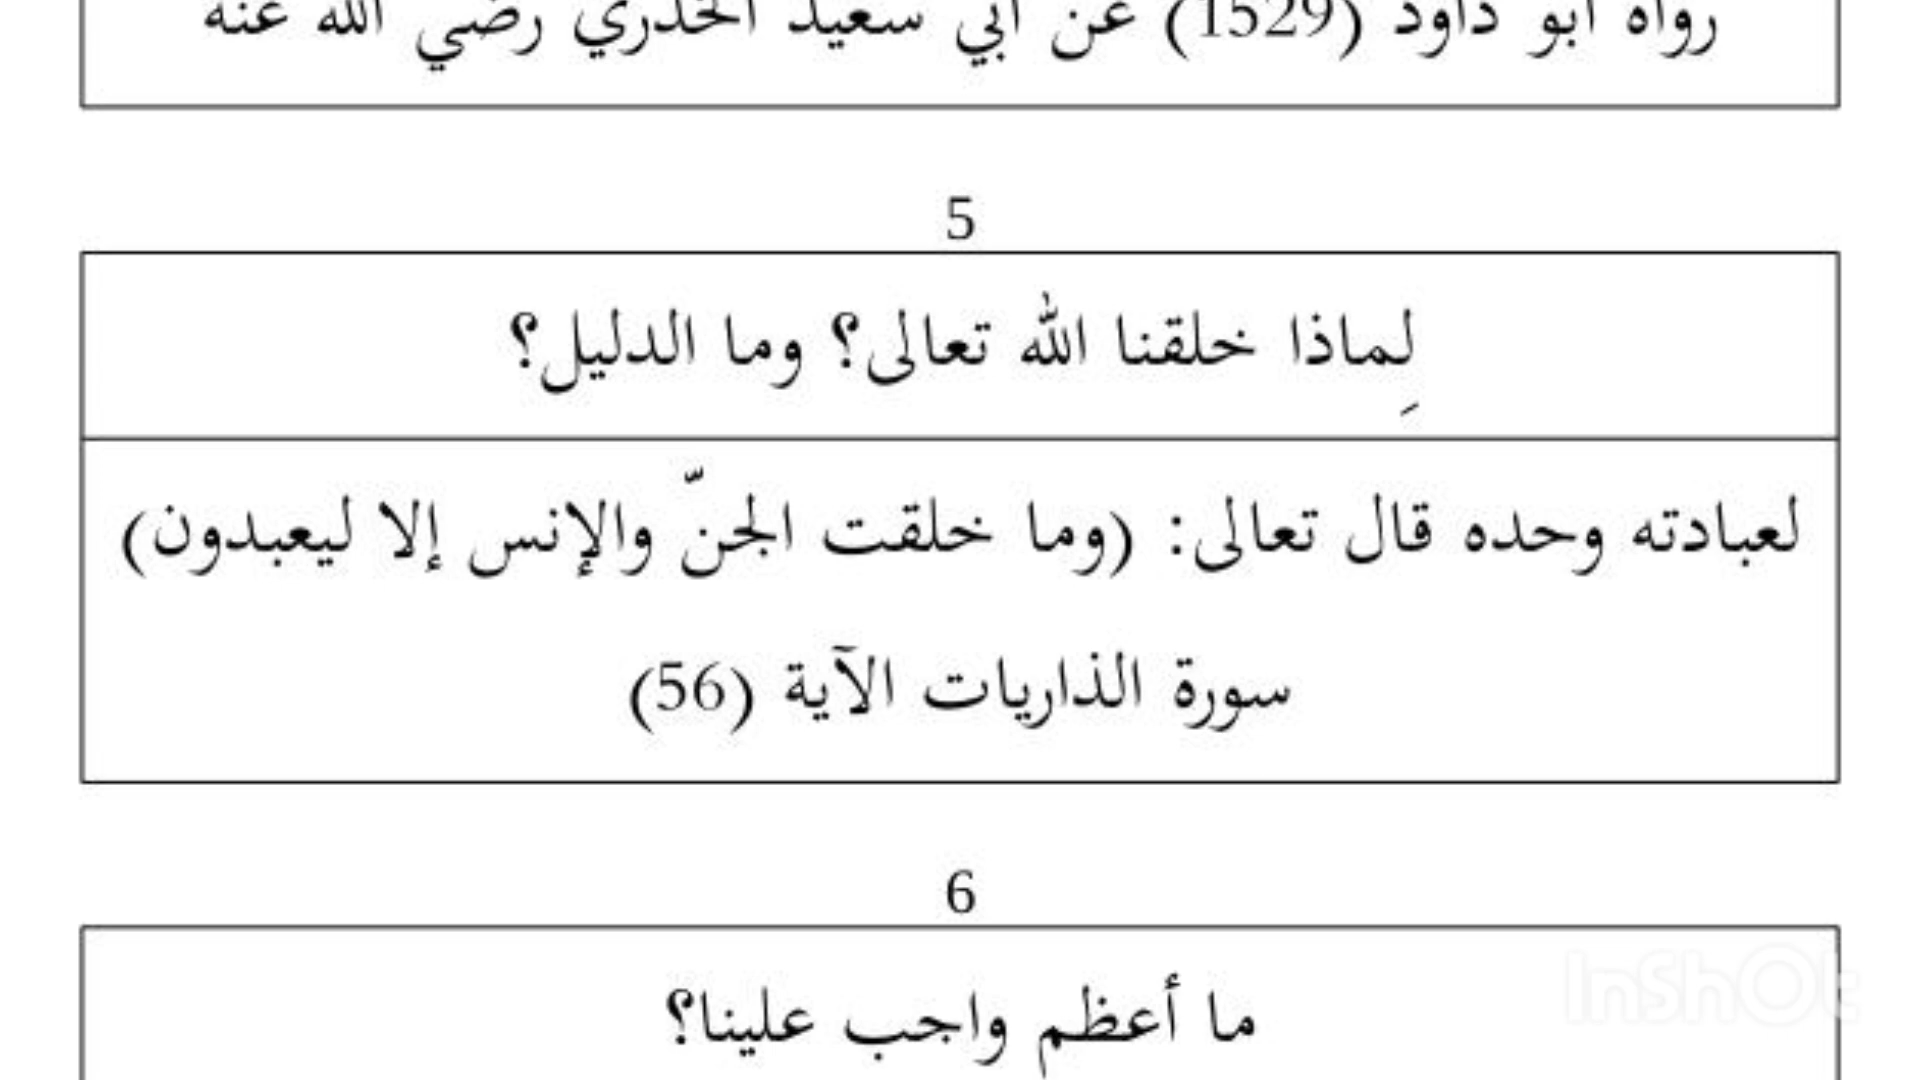 رواه أبو داود (1529) عن أبي سعيد الخدري رضي الله عنه
5
لِماذا خلقنا الله تعالى؟ وما الدليل؟
لعبادته وحده قال تعالى: (وما خلقت الجنّ والإنس إلا ليعبدون)
سورة الذاريات الآية (56)
6
ما أعظم واجب علينا؟
InShOt